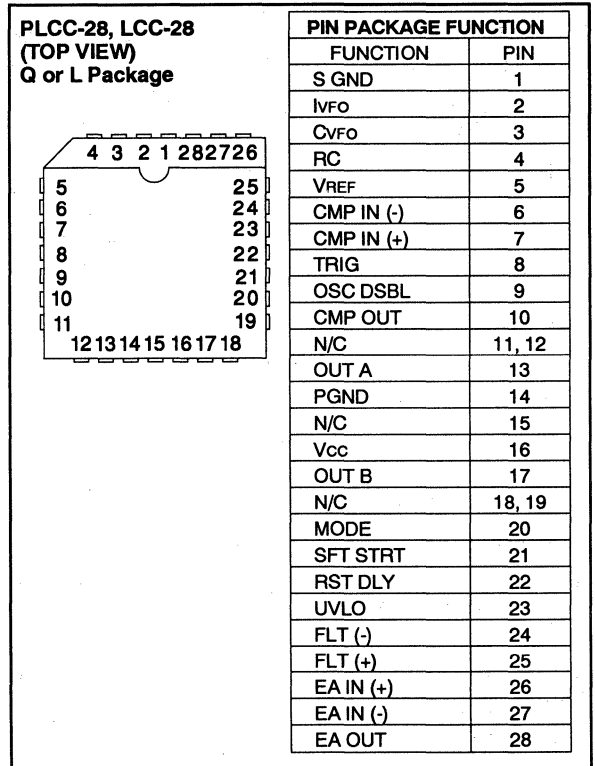 PLCC-28, LCC-28
(TOP VIEW)
Q or L Package
4 3 2 1 28 27 26
5 25
6 24
7 23
8 22
9 21
10 20
11 19
12 13 14 15 16 17 18
PIN PACKAGE FUNCTION
FUNCTION PIN
S GND 1
IVFO 2
CVFO 3
RC 4
VREF 5
CMP IN (-) 6
CMP IN (+) 7
TRIG 8
OSC DSBL 9
CMP OUT 10
N/C 11, 12
OUT A 13
PGND 14
N/C 15
Vcc 16
OUT B 17
N/C 18, 19
MODE 20
SFT STRT 21
RST DLY 22
UVLO 23
FLT (-) 24
FLT (+) 25
EA IN (+) 26
EA IN (-) 27
EA OUT 28